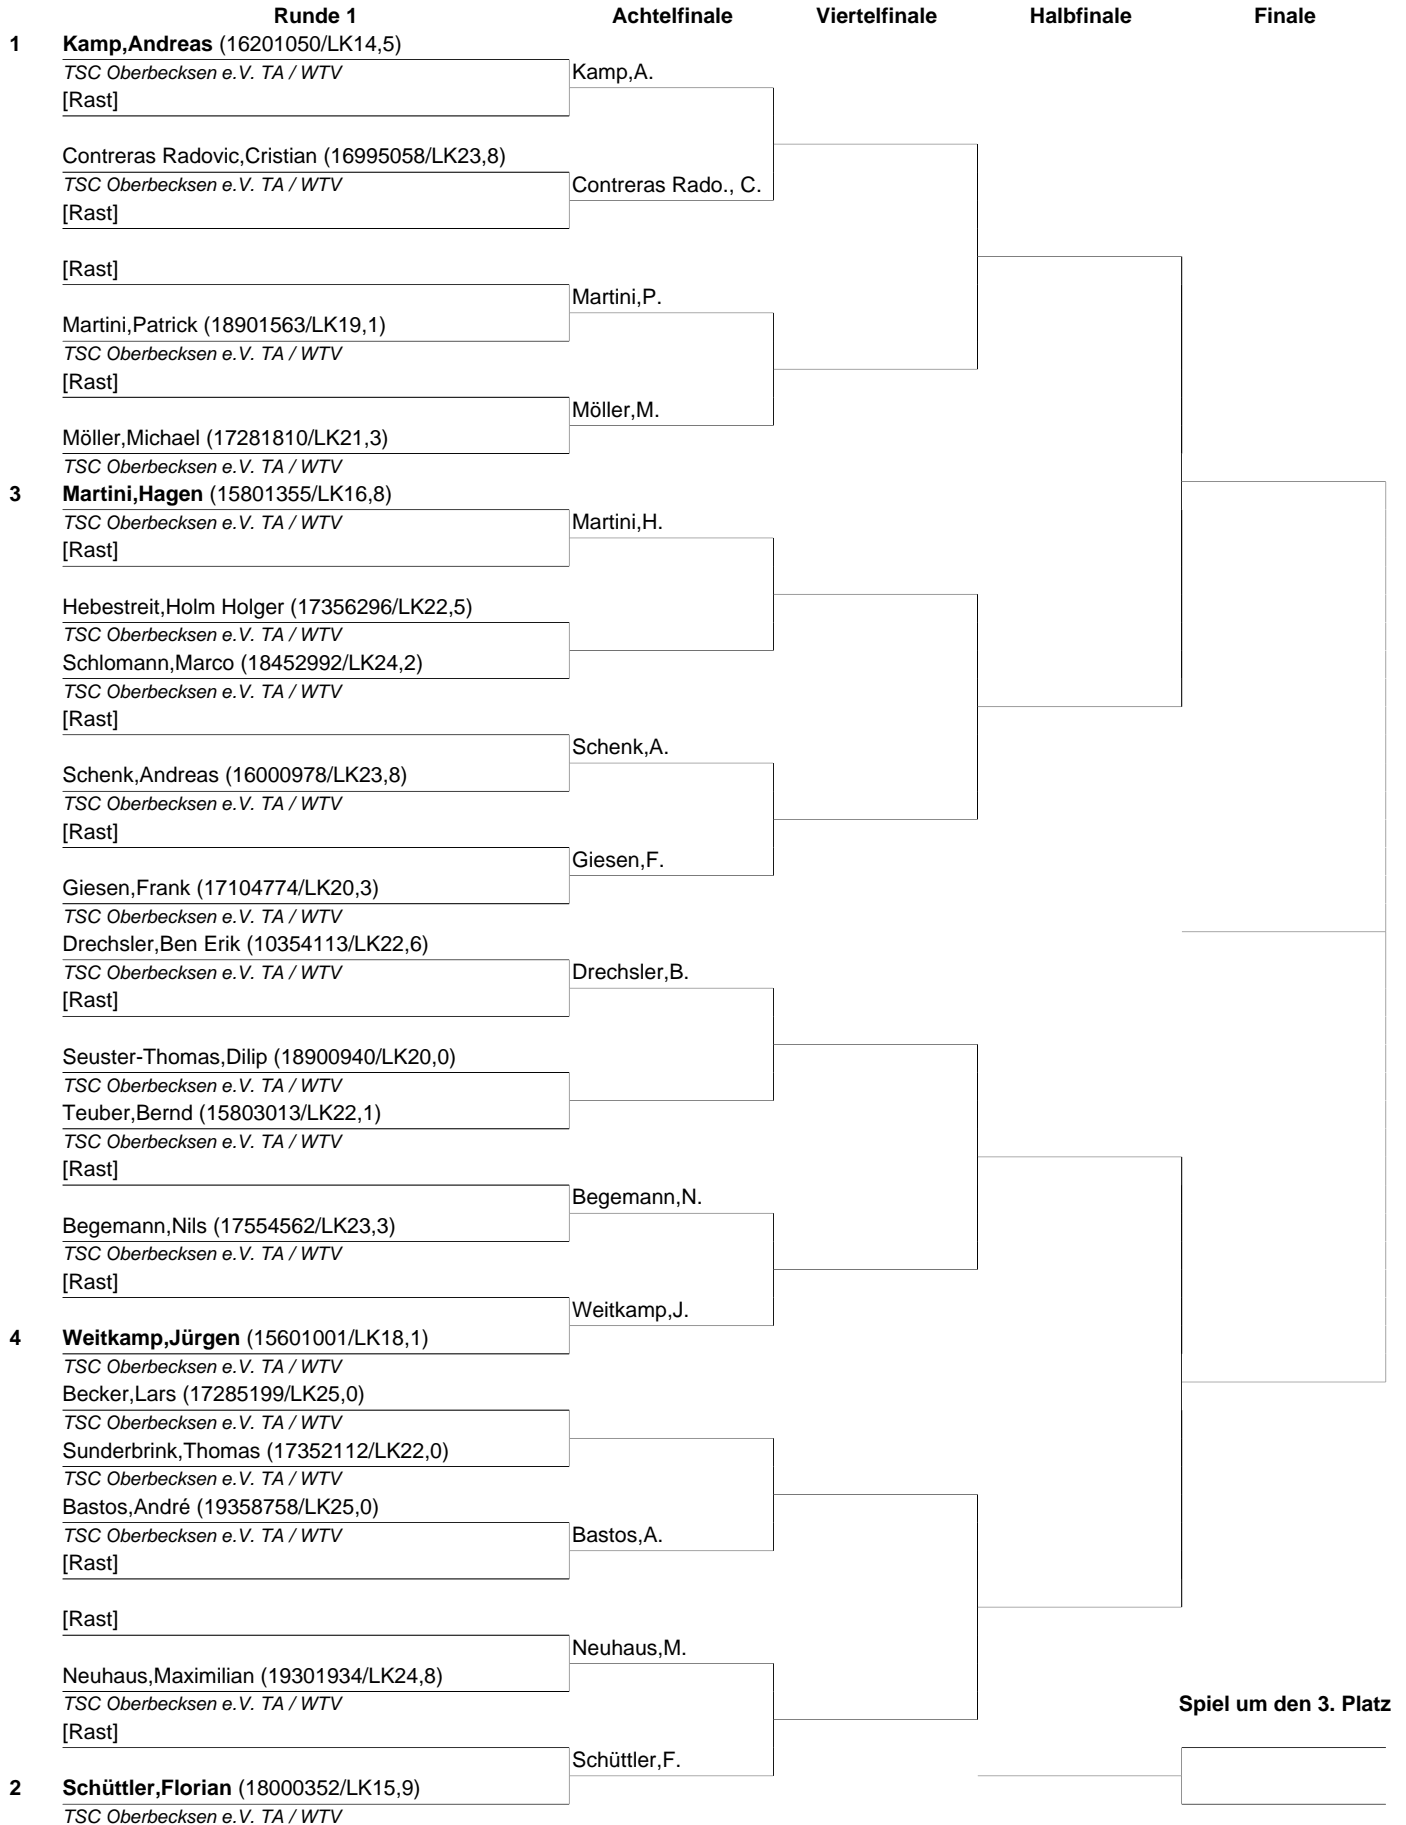 Runde 1 Achtelfinale Viertelfinale Halbfinale Finale
1 Kamp,Andreas (16201050/LK14,5)
TSC Oberbecksen e.V. TA / WTV Kamp,A.
[Rast]
Contreras Radovic,Cristian (16995058/LK23,8)
TSC Oberbecksen e.V. TA / WTV Contreras Rado., C.
[Rast]
[Rast]
Martini,P.
Martini,Patrick (18901563/LK19,1)
TSC Oberbecksen e.V. TA / WTV
[Rast]
Möller,M.
Möller,Michael (17281810/LK21,3)
TSC Oberbecksen e.V. TA / WTV
3 Martini,Hagen (15801355/LK16,8)
TSC Oberbecksen e.V. TA / WTV Martini,H.
[Rast]
Hebestreit,Holm Holger (17356296/LK22,5)
TSC Oberbecksen e.V. TA / WTV
Schlomann,Marco (18452992/LK24,2)
TSC Oberbecksen e.V. TA / WTV
[Rast]
Schenk,A.
Schenk,Andreas (16000978/LK23,8)
TSC Oberbecksen e.V. TA / WTV
[Rast]
Giesen,F.
Giesen,Frank (17104774/LK20,3)
TSC Oberbecksen e.V. TA / WTV
Drechsler,Ben Erik (10354113/LK22,6)
TSC Oberbecksen e.V. TA / WTV Drechsler,B.
[Rast]
Seuster-Thomas,Dilip (18900940/LK20,0)
TSC Oberbecksen e.V. TA / WTV
Teuber,Bernd (15803013/LK22,1)
TSC Oberbecksen e.V. TA / WTV
[Rast]
Begemann,N.
Begemann,Nils (17554562/LK23,3)
TSC Oberbecksen e.V. TA / WTV
[Rast]
Weitkamp,J.
4 Weitkamp,Jürgen (15601001/LK18,1)
TSC Oberbecksen e.V. TA / WTV
Becker,Lars (17285199/LK25,0)
TSC Oberbecksen e.V. TA / WTV
Sunderbrink,Thomas (17352112/LK22,0)
TSC Oberbecksen e.V. TA / WTV
Bastos,André (19358758/LK25,0)
TSC Oberbecksen e.V. TA / WTV Bastos,A.
[Rast]
[Rast]
Neuhaus,M.
Neuhaus,Maximilian (19301934/LK24,8)
TSC Oberbecksen e.V. TA / WTV Spiel um den 3. Platz
[Rast]
Schüttler,F.
2 Schüttler,Florian (18000352/LK15,9)
TSC Oberbecksen e.V. TA / WTV